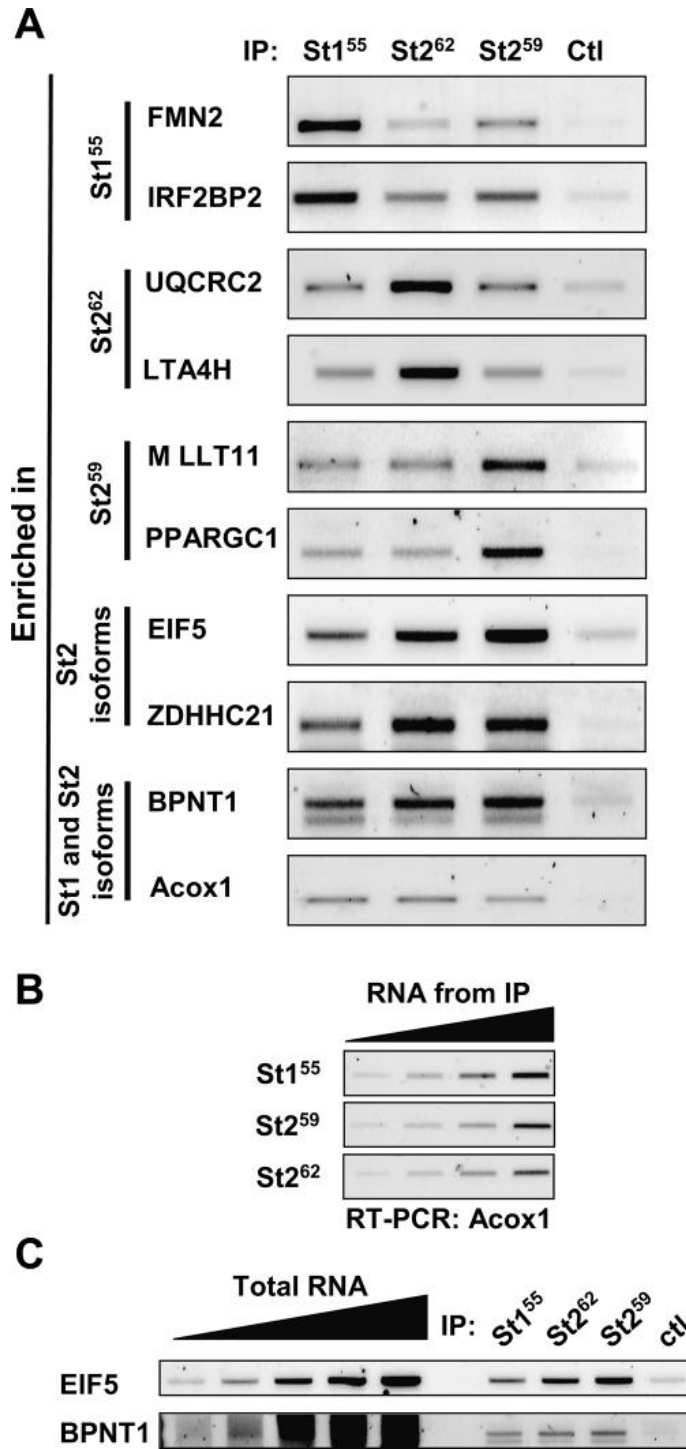 A
IP: St1⁵⁵ St2⁶² St2⁵⁹ Ctl
Enriched in
St1⁵⁵
FMN2
IRF2BP2
St2⁶²
UQCRC2
LTA4H
St2⁵⁹
M LLT11
PPARGC1
St2
isoforms
EIF5
ZDHHC21
St1 and St2
isoforms
BPNT1
Acox1
B
RNA from IP
St1⁵⁵
St2⁵⁹
St2⁶²
RT-PCR: Acox1
C
Total RNA
IP: St1⁵⁵ St2⁶² St2⁵⁹ ctl
EIF5
BPNT1